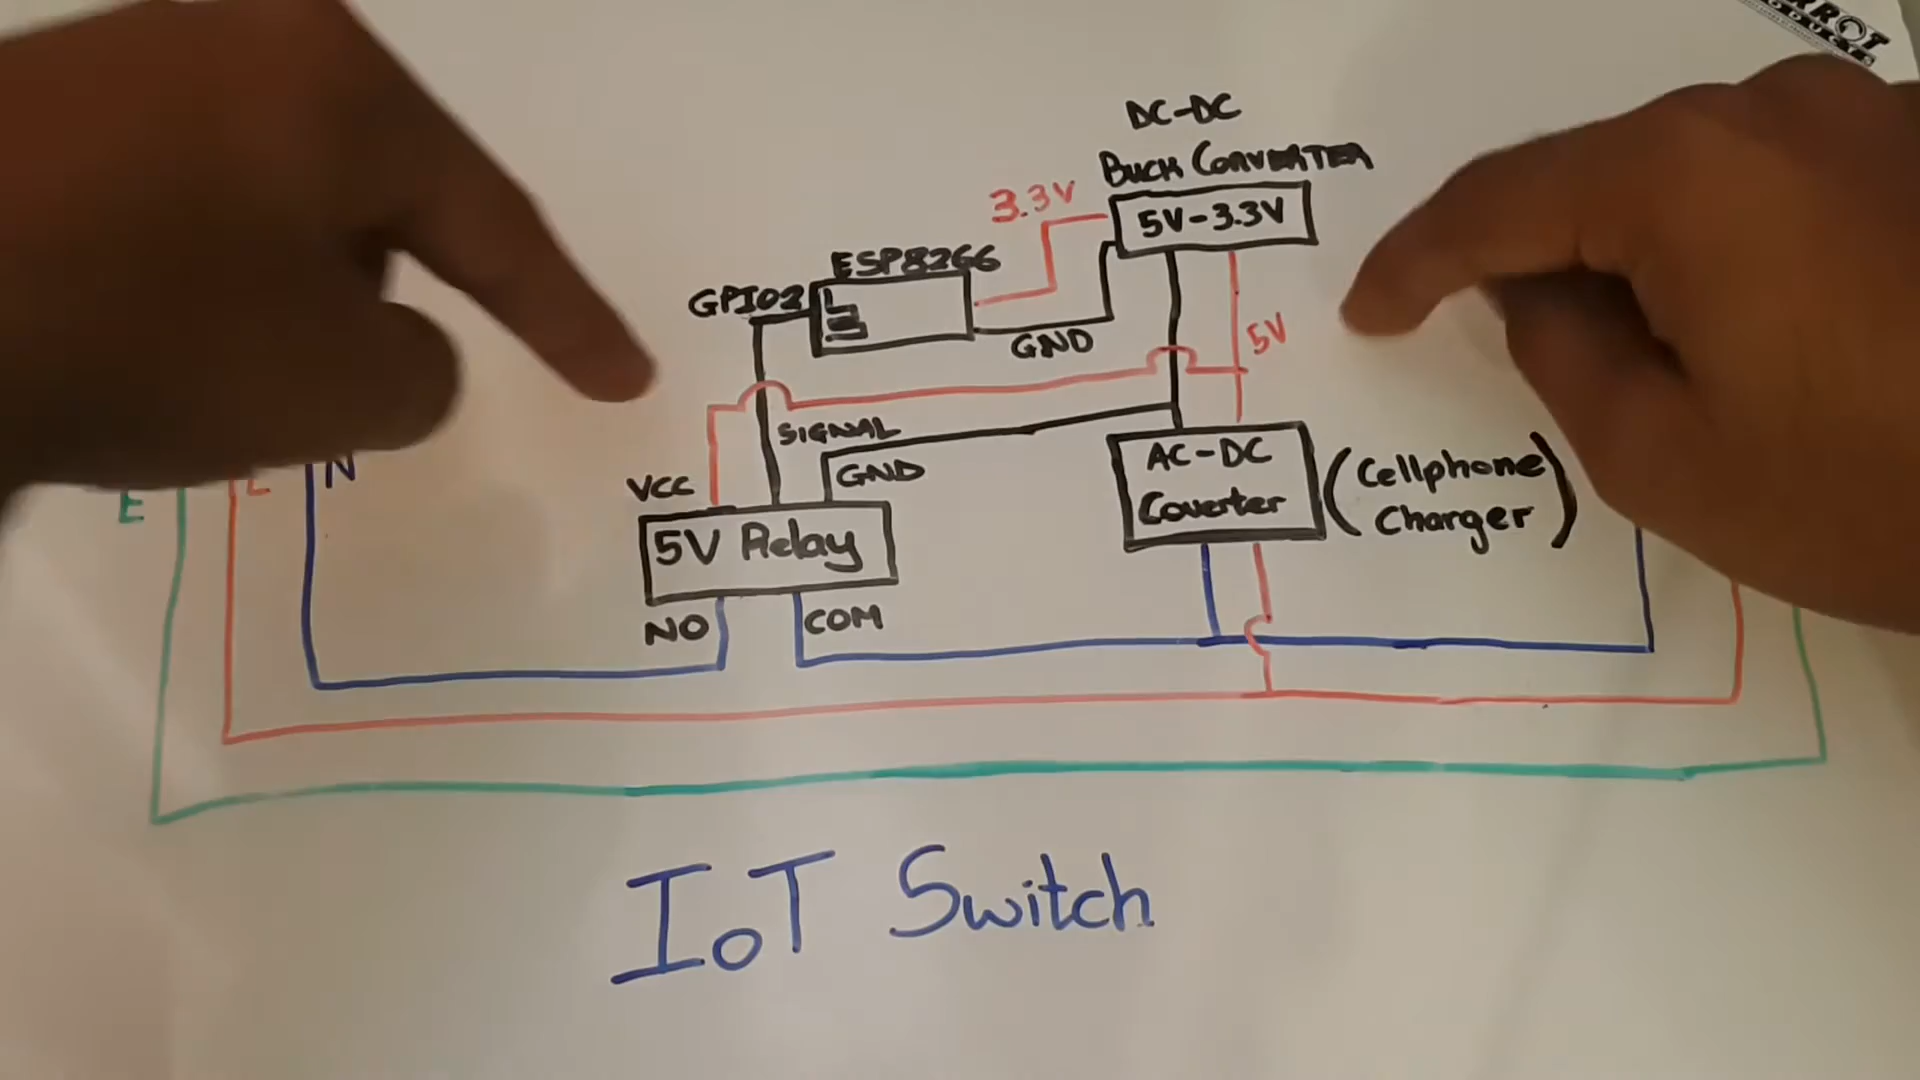 DC-DC
BUCK CONVERTER
3.3V
5V-3.3V
ESP8266
GPIO2
GND
5V
SIGNAL
AC-DC
Coverter
(Cellphone
Charger)
GND
VCC
N
L
E
5V Relay
NO
COM
IoT Switch